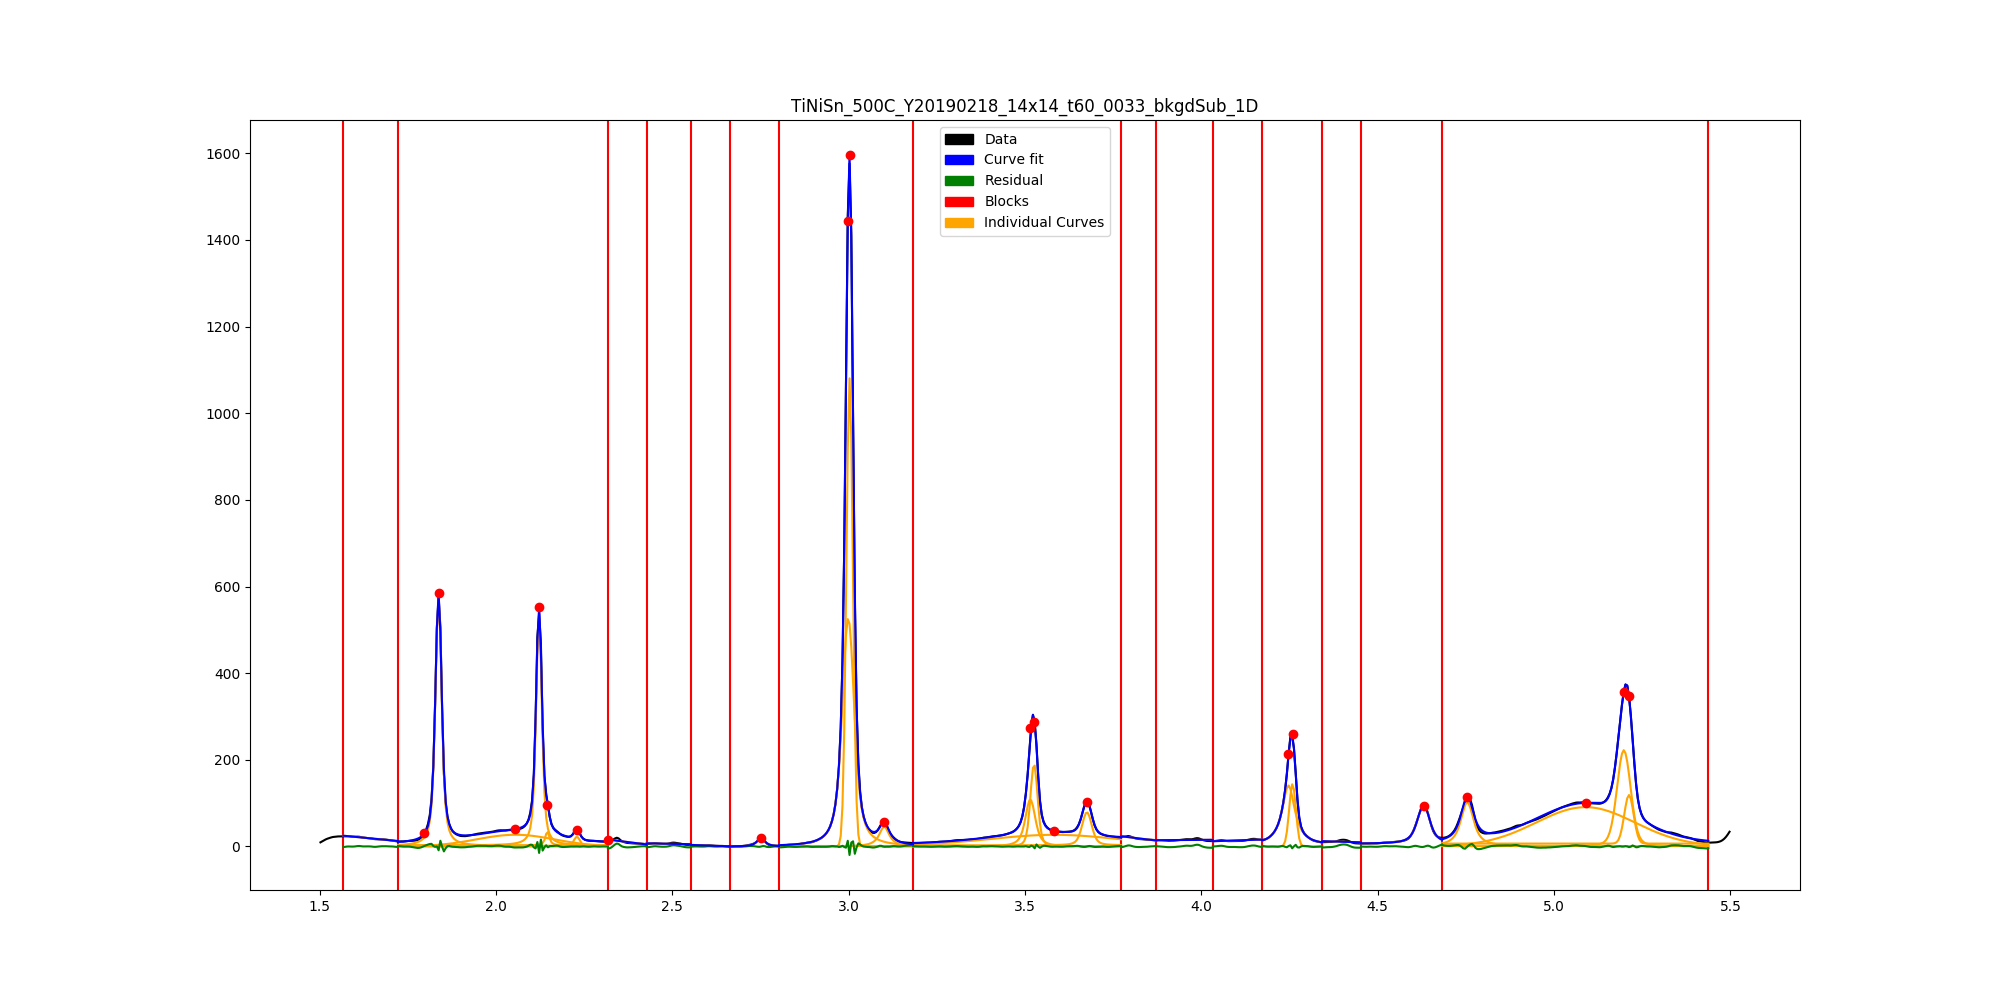 TiNiSn_500C_Y20190218_14x14_t60_0033_bkgdSub_1D
1600
1400
1200
1000
800
600
400
200
0
Data
Curve fit
Residual
Blocks
Individual Curves
1.5 2.0 2.5 3.0 3.5 4.0 4.5 5.0 5.5